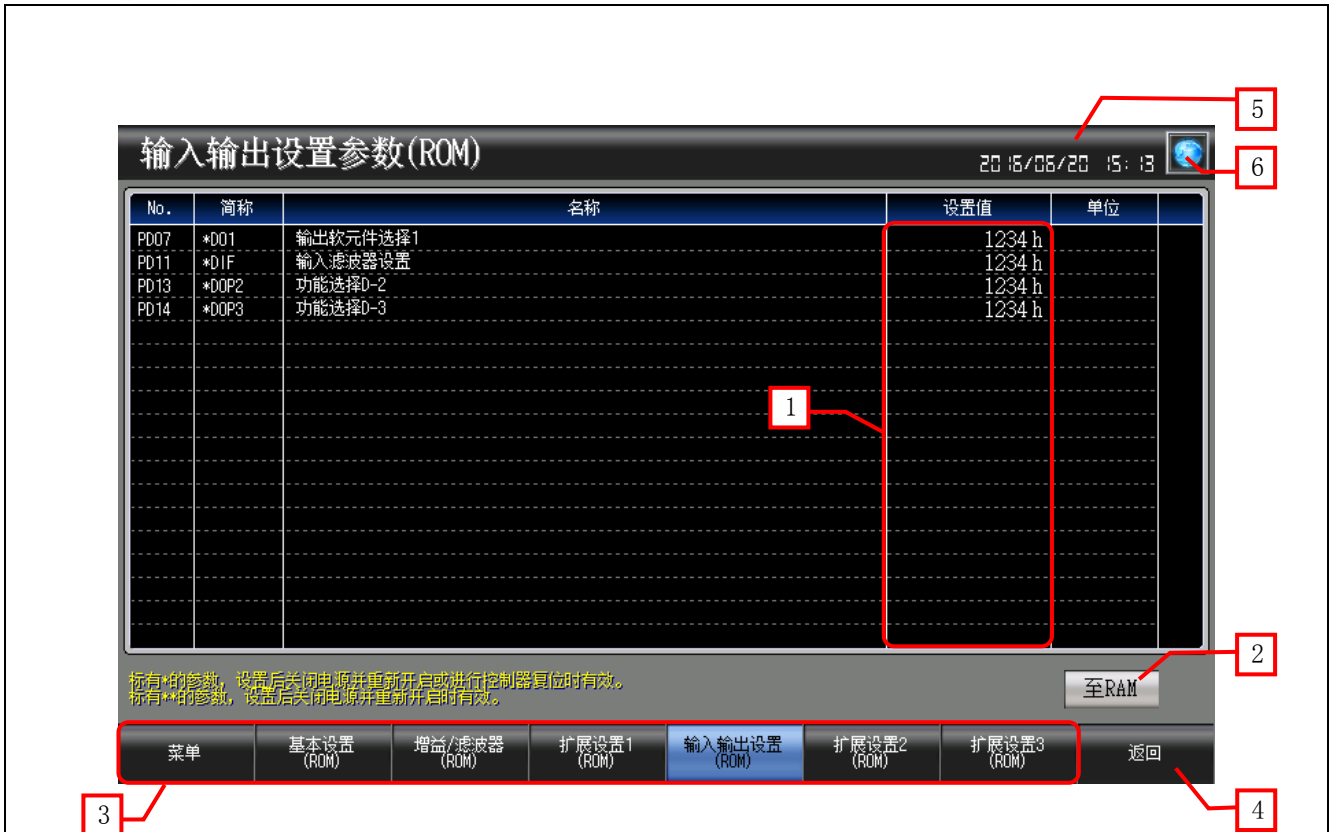 5
输入输出设置参数(ROM)
2016/06/20 15:13
6
No. 简称 名称 设置值 单位
PD07 *DO1 输出软元件选择1 1234 h
PD11 *DIF 输入滤波器设置 1234 h
PD13 *DOP2 功能选择D-2 1234 h
PD14 *DOP3 功能选择D-3 1234 h
1
2
标有*的参数，设置后关闭电源并重新开启或进行控制器复位时有效。
标有**的参数，设置后关闭电源并重新开启时有效。
至RAM
菜单 基本设置 增益/滤波器 扩展设置1 输入输出设置 扩展设置2 扩展设置3 返回
(ROM) (ROM) (ROM) (ROM) (ROM) (ROM)
3
4